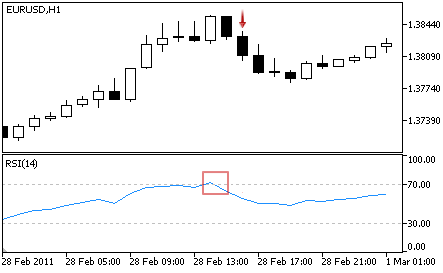 EURUSD,H1
1.38440
1.38090
1.37740
1.37390
RSI(14)
100.00
70.00
30.00
0.00
28 Feb 2011
28 Feb 05:00
28 Feb 09:00
28 Feb 13:00
28 Feb 17:00
28 Feb 21:00
1 Mar 01:00